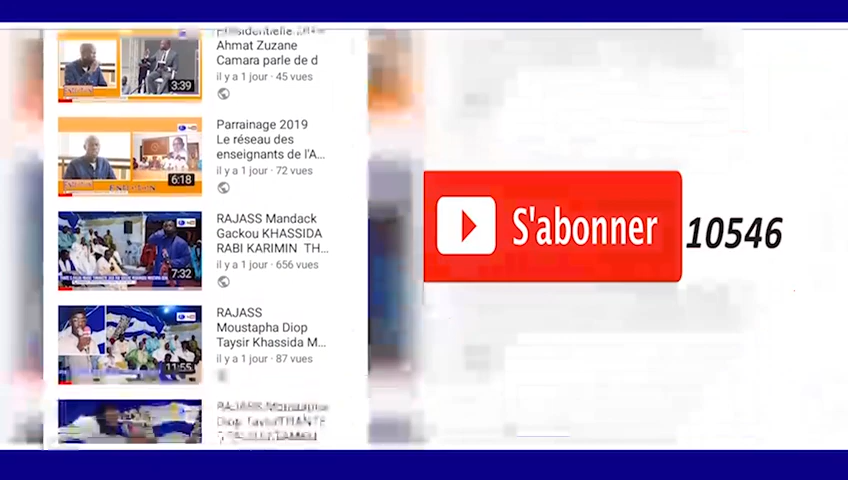 Ahmat Zuzane
Camara parle de d
il y a 1 jour · 45 vues
3:39
Parrainage 2019
Le réseau des
enseignants de l'A...
il y a 1 jour · 72 vues
6:18
RAJASS Mandack
Gackou KHASSIDA
RABI KARIMIN TH...
il y a 1 jour · 656 vues
7:32
RAJASS
Moustapha Diop
Taysir Khassida M...
il y a 1 jour · 87 vues
11:55
S'abonner
10546